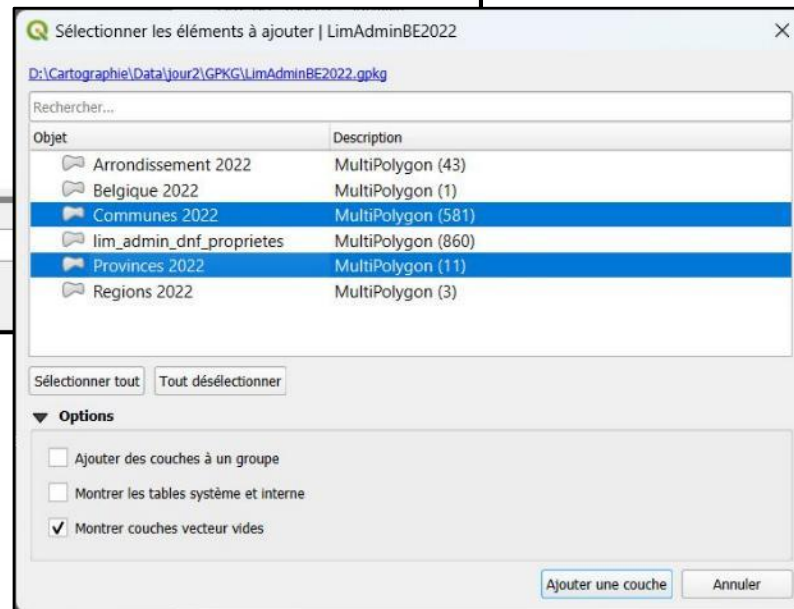 Sélectionner les éléments à ajouter | LimAdminBE2022
D:\Cartographie\Data\jour2\GPKG\LimAdminBE2022.gpkg
Rechercher...
Objet Description
Arrondissement 2022 MultiPolygon (43)
Belgique 2022 MultiPolygon (1)
Communes 2022 MultiPolygon (581)
lim_admin_dnf_proprietes MultiPolygon (860)
Provinces 2022 MultiPolygon (11)
Regions 2022 MultiPolygon (3)
Sélectionner tout Tout désélectionner
Options
Ajouter des couches à un groupe
Montrer les tables système et interne
Montrer couches vecteur vides
Ajouter une couche Annuler